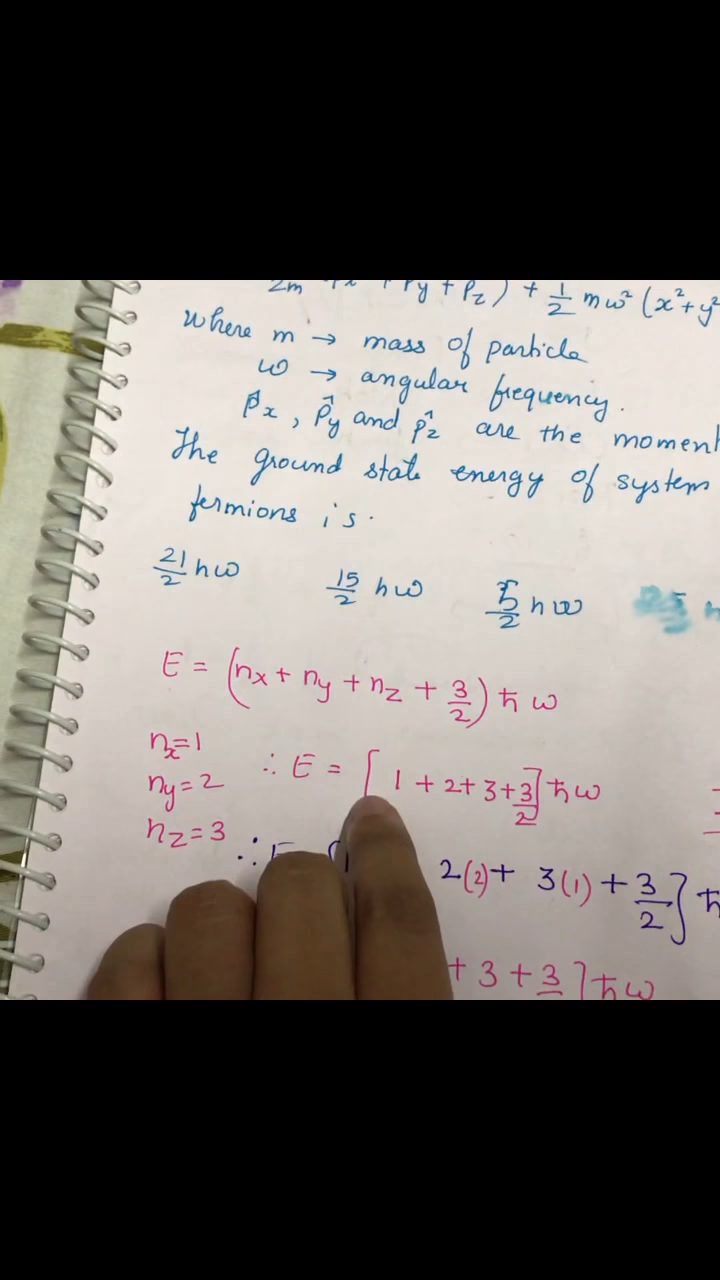 2m + Py + Pz) + 1/2 mω² (x²+y²
where m → mass of particle
ω → angular frequency.
p̂x, p̂y and p̂z are the moment
The ground state energy of system
fermions is.
21/2 hω 15/2 hω 5/2 hω
E = (nx + ny + nz + 3/2) ħω
nx=1
ny=2
nz=3
∴ E = [1 + 2 + 3 + 3/2] ħω
∴ 2(2) + 3(1) + 3/2] ħ
+ 3 + 3 ] ħω